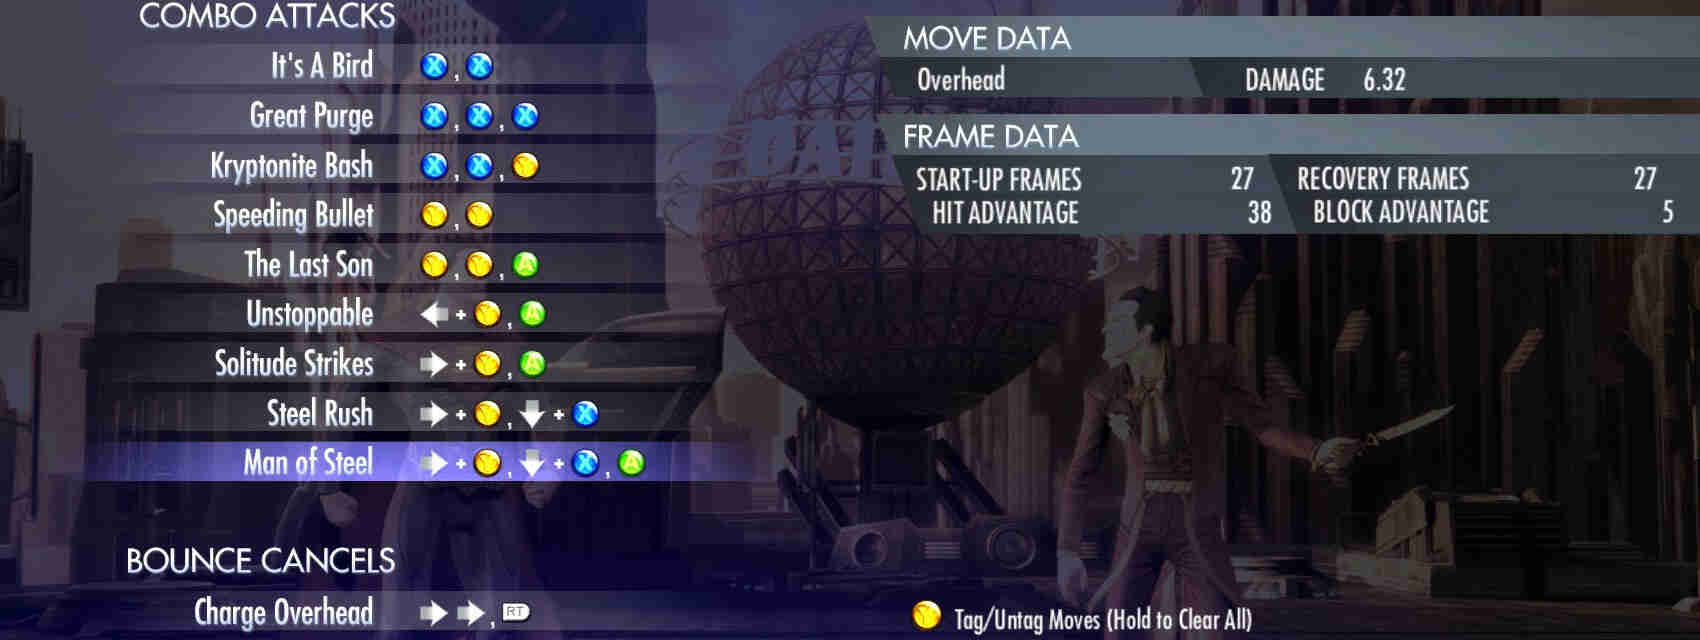 COMBO ATTACKS
It's A Bird X, X
Great Purge X, X, X
Kryptonite Bash X, X, Y
Speeding Bullet Y, Y
The Last Son Y, Y, A
Unstoppable + Y, A
Solitude Strikes + Y, A
Steel Rush + Y, + X
Man of Steel + Y, + X, A
BOUNCE CANCELS
Charge Overhead , RT
MOVE DATA
Overhead DAMAGE 6.32
FRAME DATA
START-UP FRAMES 27 RECOVERY FRAMES 27
HIT ADVANTAGE 38 BLOCK ADVANTAGE 5
Y Tag/Untag Moves (Hold to Clear All)